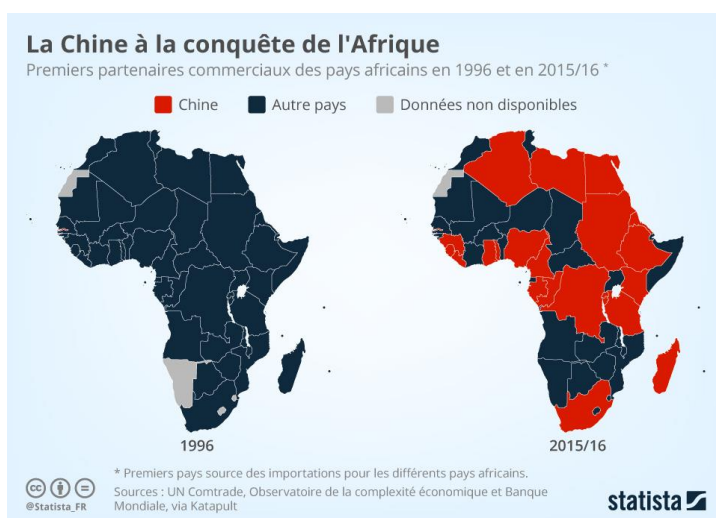 La Chine à la conquête de l'Afrique
Premiers partenaires commerciaux des pays africains en 1996 et en 2015/16 *
Chine Autre pays Données non disponibles
1996 2015/16
* Premiers pays source des importations pour les différents pays africains.
Sources : UN Comtrade, Observatoire de la complexité économique et Banque
Mondiale, via Katapult
cc
@Statista_FR
statista